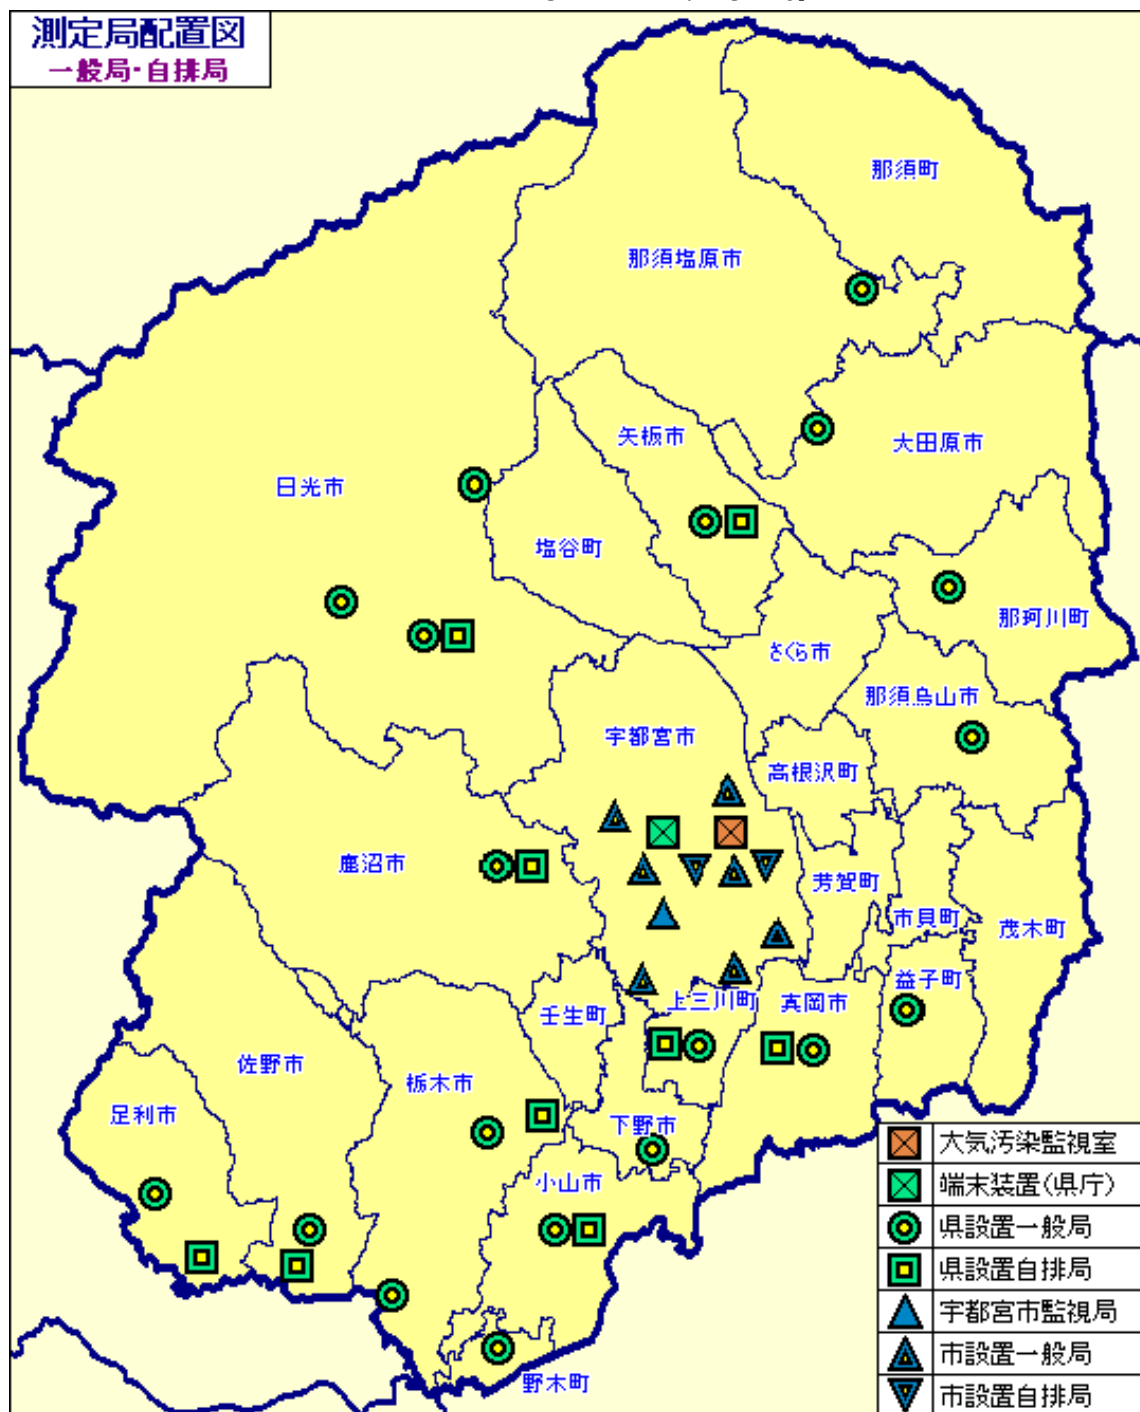 測定局配置図
一般局・自排局
那須町
那須塩原市
矢板市
大田原市
日光市
塩谷町
那珂川町
さくら市
那須烏山市
宇都宮市
高根沢町
鹿沼市
芳賀町
市貝町
茂木町
益子町
上三川町
真岡市
壬生町
佐野市
栃木市
足利市
下野市
小山市
野木町
大気汚染監視室
端末装置(県庁)
県設置一般局
県設置自排局
宇都宮市監視局
市設置一般局
市設置自排局